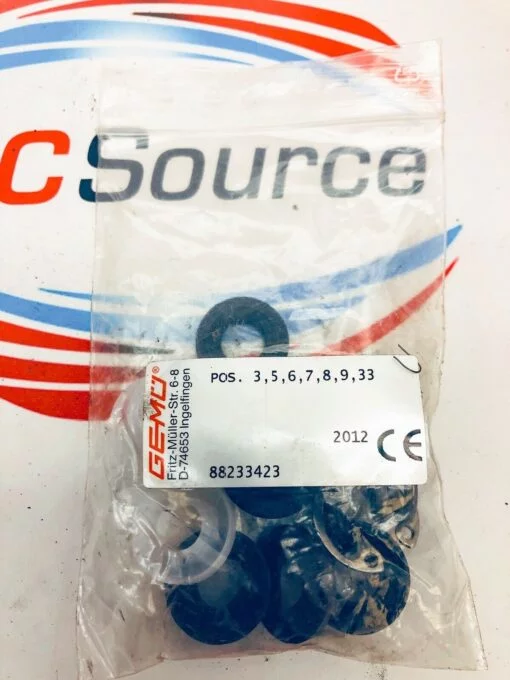 cSource
GEMÜ®
Fritz-Müller-Str. 6-8
D-74653 Ingelfingen
POS. 3,5,6,7,8,9,33
2012 CE
88233423